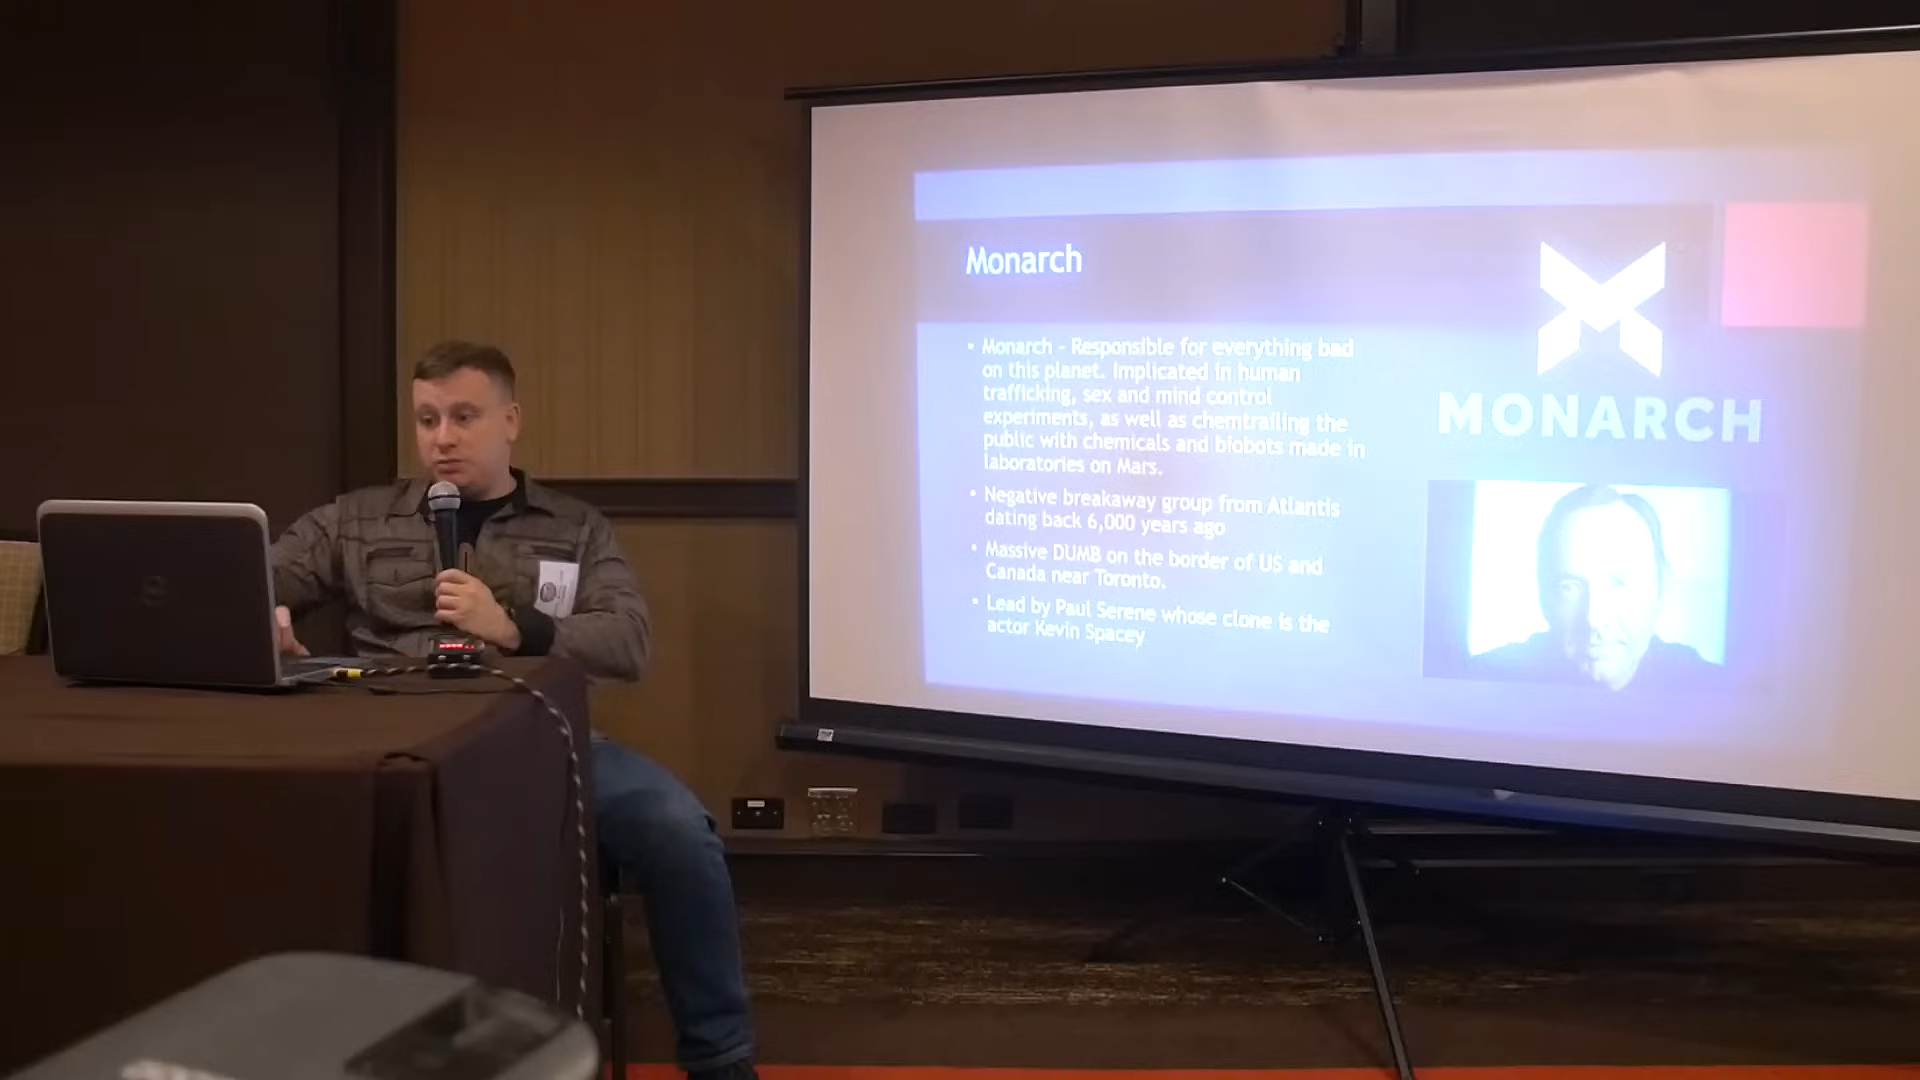 Monarch
• Monarch - Responsible for everything bad
on this planet. Implicated in human
trafficking, sex and mind control
experiments, as well as chemtrailing the
public with chemicals and biobots made in
laboratories on Mars.
• Negative breakaway group from Atlantis
dating back 6,000 years ago
• Massive DUMB on the border of US and
Canada near Toronto.
• Lead by Paul Serene whose clone is the
actor Kevin Spacey
MONARCH